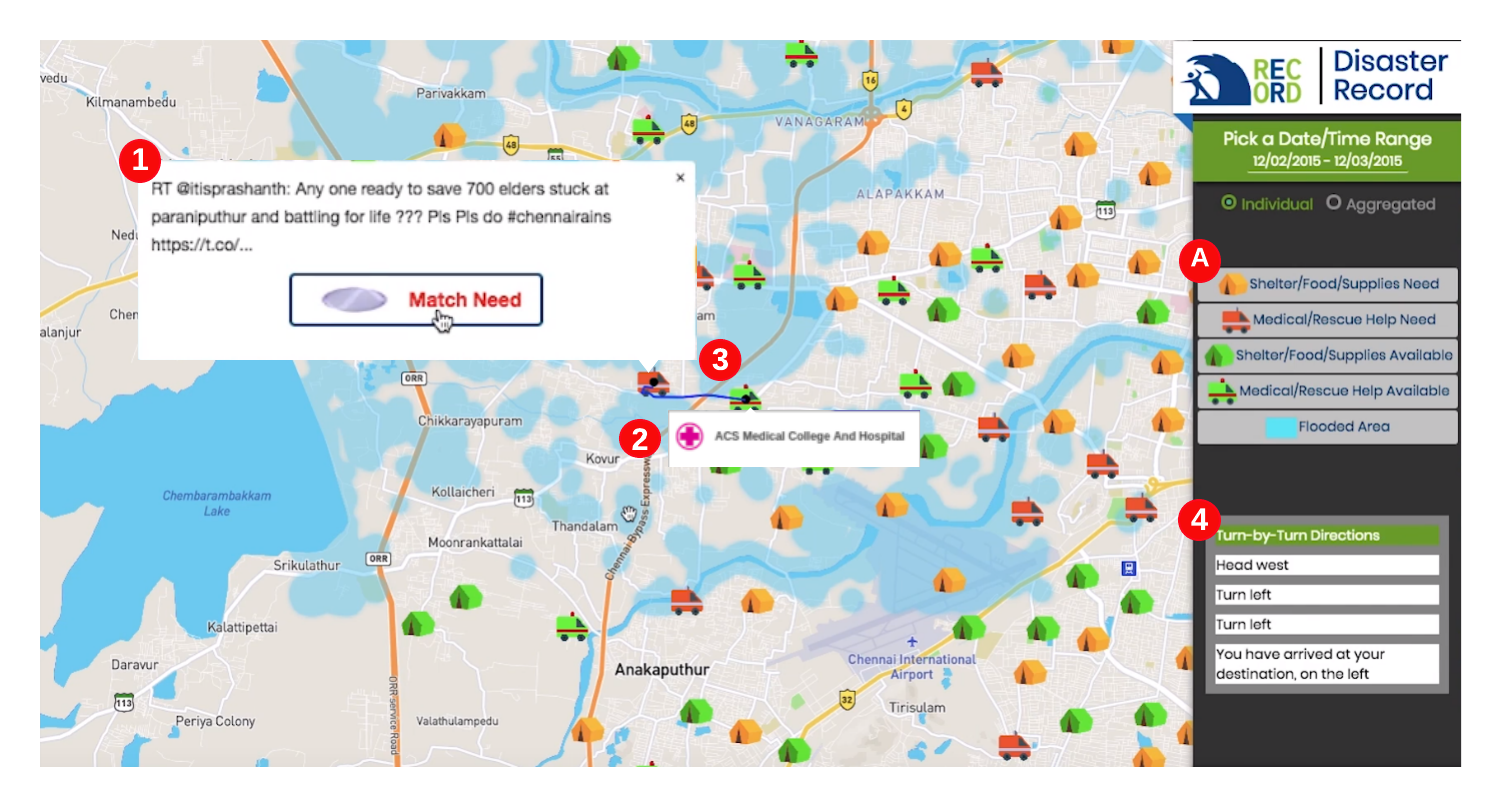 vedu
Kilmanambedu
Parivakkam
16
4
48
48
VANAGARAM
55
1
RT @itisprashanth: Any one ready to save 700 elders stuck at
paraniputhur and battling for life ??? Pls Pls do #chennairains
https://t.co/...
×
Match Need
Nedu
Cher
alanjur
am
ALAPAKKAM
113
3
ORR
Chikkarayapuram
2
ACS Medical College And Hospital
Kovur
Kollaicheri
113
Chembarambakkam
Lake
Thandalam
Chennai-Bypass Expressw
Moonrankattalai
ORR
Srikulathur
Kalattipettai
Daravur
113
Periya Colony
ORR service Road
Valathulampedu
Anakaputhur
Chennai International
Airport
32
Tirisulam
REC
ORD
Disaster
Record
Pick a Date/Time Range
12/02/2015 - 12/03/2015
Individual
Aggregated
A
Shelter/Food/Supplies Need
Medical/Rescue Help Need
Shelter/Food/Supplies Available
Medical/Rescue Help Available
Flooded Area
4
Turn-by-Turn Directions
Head west
Turn left
Turn left
You have arrived at your
destination, on the left